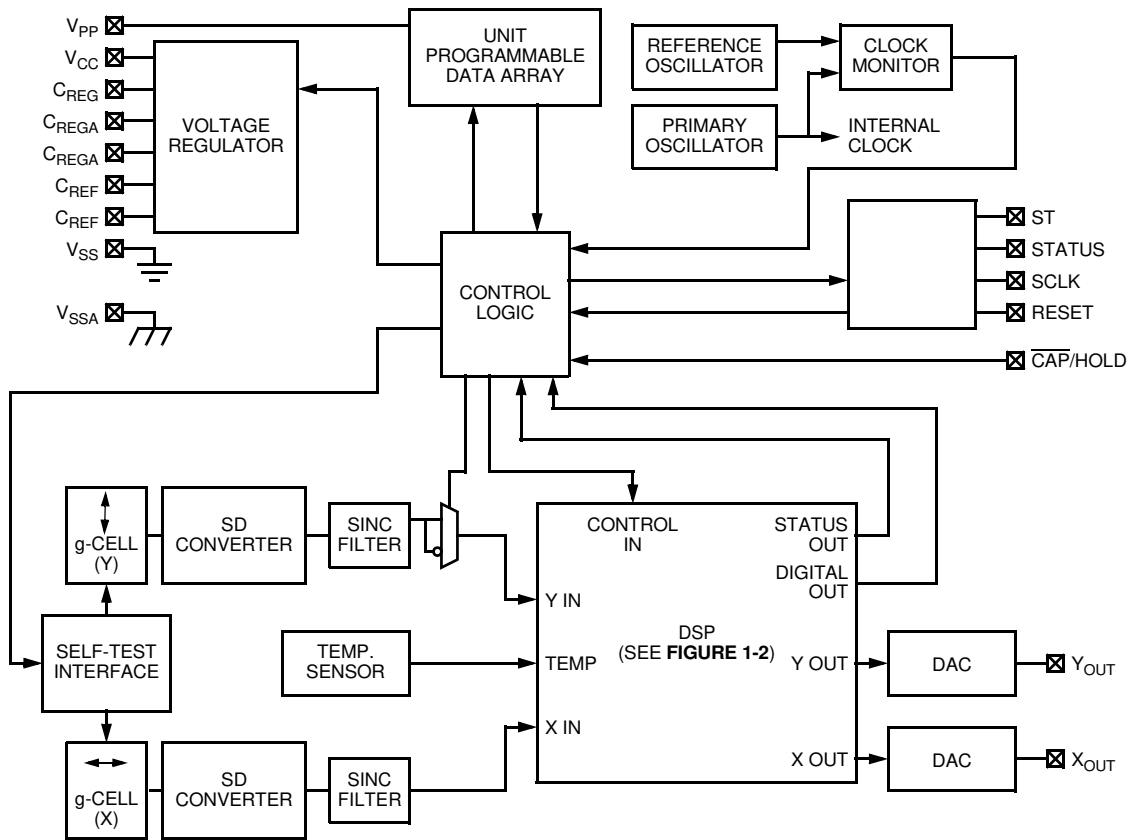 VPP
VCC
CREG
CREGA
CREGA
CREF
CREF
VSS
VSSA
VOLTAGE
REGULATOR
UNIT
PROGRAMMABLE
DATA ARRAY
REFERENCE
OSCILLATOR
CLOCK
MONITOR
PRIMARY
OSCILLATOR
INTERNAL
CLOCK
CONTROL
LOGIC
ST
STATUS
SCLK
RESET
CAP/HOLD
g-CELL
(Y)
SD
CONVERTER
SINC
FILTER
CONTROL
IN
STATUS
OUT
DIGITAL
OUT
Y IN
DSP
(SEE FIGURE 1-2)
SELF-TEST
INTERFACE
TEMP.
SENSOR
TEMP
Y OUT
DAC
YOUT
X IN
X OUT
DAC
XOUT
g-CELL
(X)
SD
CONVERTER
SINC
FILTER